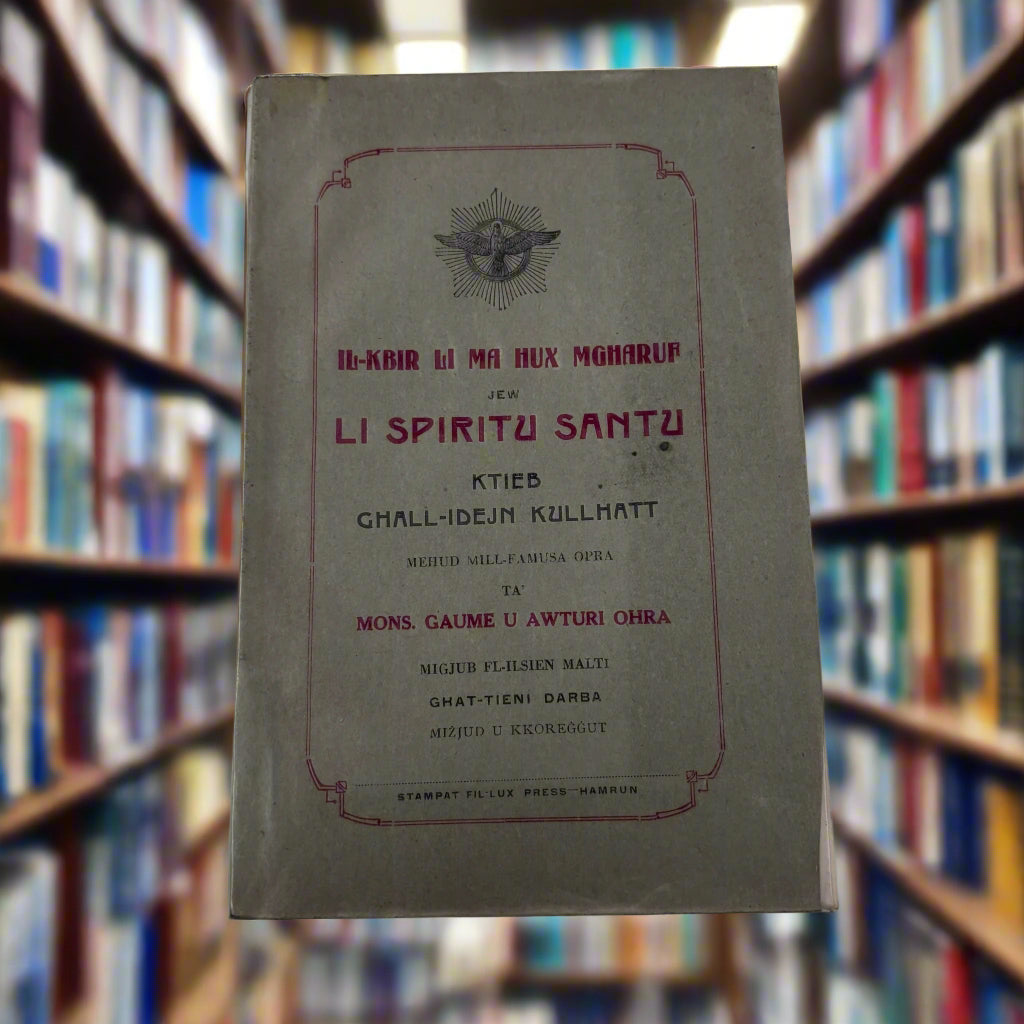 IL-KBIR LI MA HUX MGHARUF
JEW
LI SPIRITU SANTU
KTIEB
GHALL-IDEJN KULLHATT
MEHUD MILL-FAMUSA OPRA
TA'
MONS. GAUME U AWTURI OHRA
MIGJUB FL-ILSIEN MALTI
GHAT-TIENI DARBA
MIŻJUD U KKOREĠĠUT
STAMPAT FIL-LUX PRESS—HAMRUN